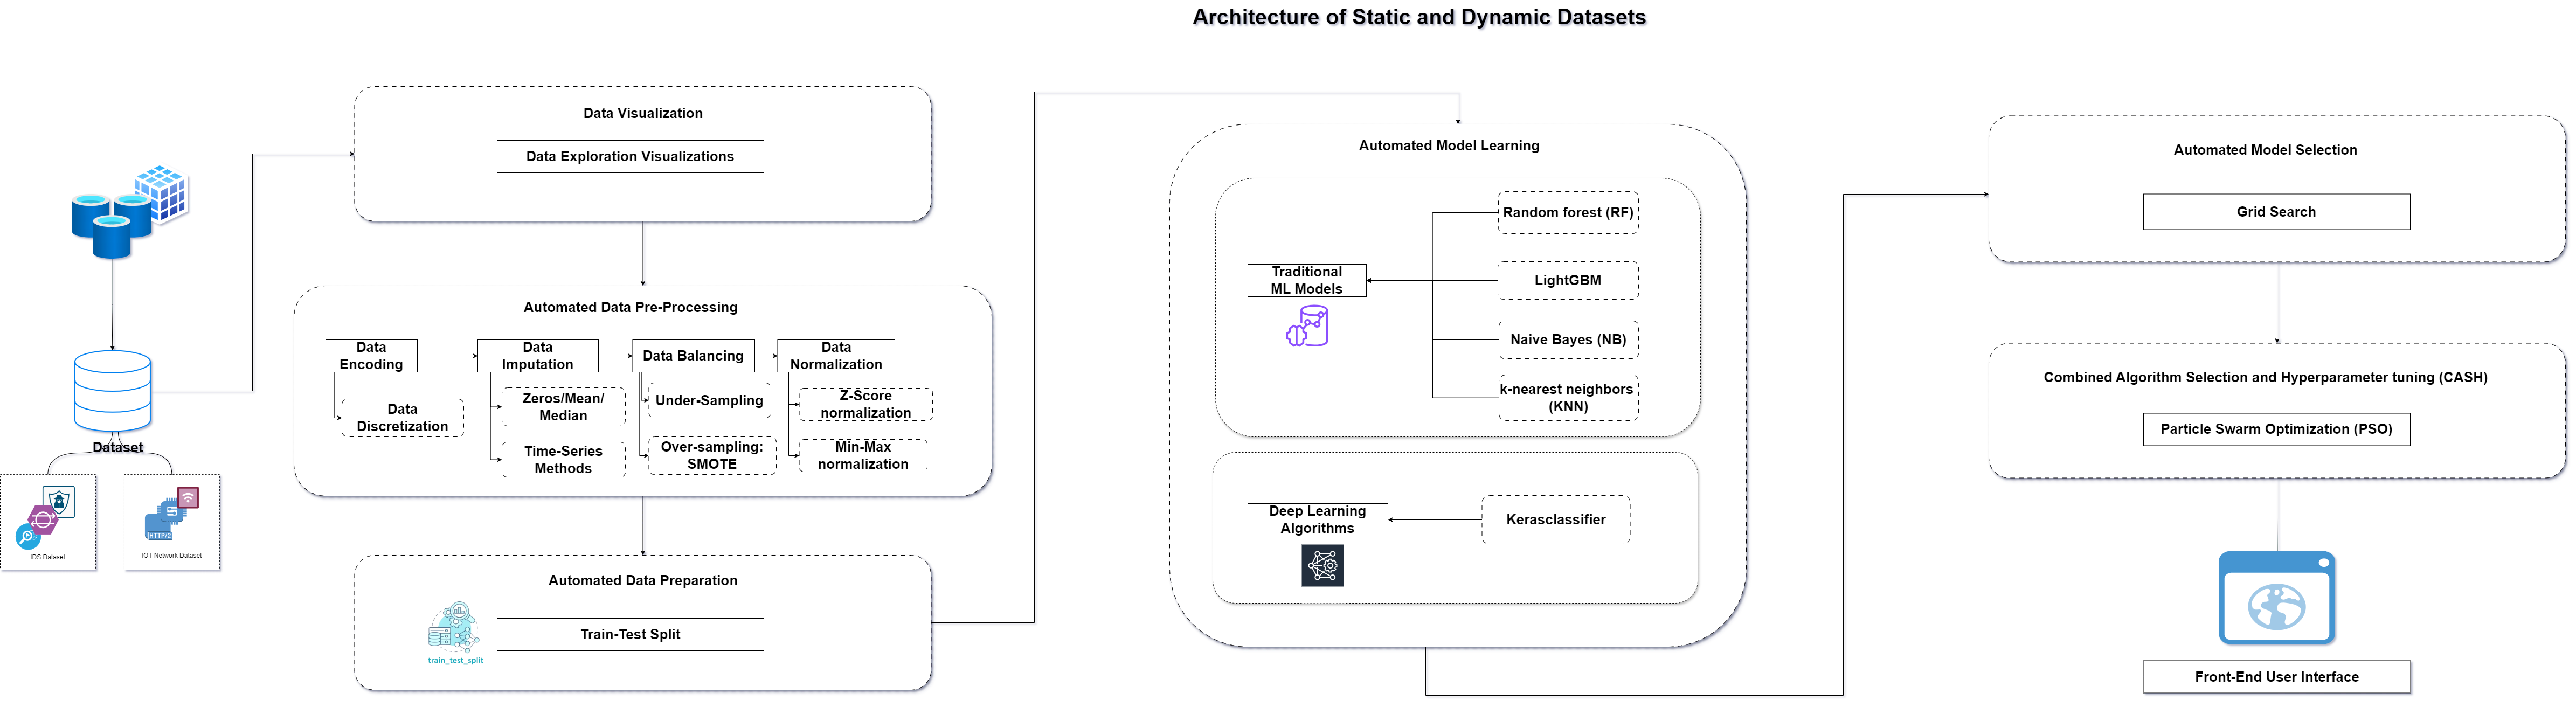 Architecture of Static and Dynamic Datasets
Dataset
IDS Dataset
HTTP/2
IOT Network Dataset
Data Visualization
Data Exploration Visualizations
Automated Data Pre-Processing
Data
Encoding
Data
Discretization
Data
Imputation
Zeros/Mean/
Median
Time-Series
Methods
Data Balancing
Under-Sampling
Over-sampling:
SMOTE
Data
Normalization
Z-Score
normalization
Min-Max
normalization
Automated Data Preparation
train_test_split
Train-Test Split
Automated Model Learning
Traditional
ML Models
Random forest (RF)
LightGBM
Naive Bayes (NB)
k-nearest neighbors
(KNN)
Deep Learning
Algorithms
Kerasclassifier
Automated Model Selection
Grid Search
Combined Algorithm Selection and Hyperparameter tuning (CASH)
Particle Swarm Optimization (PSO)
Front-End User Interface